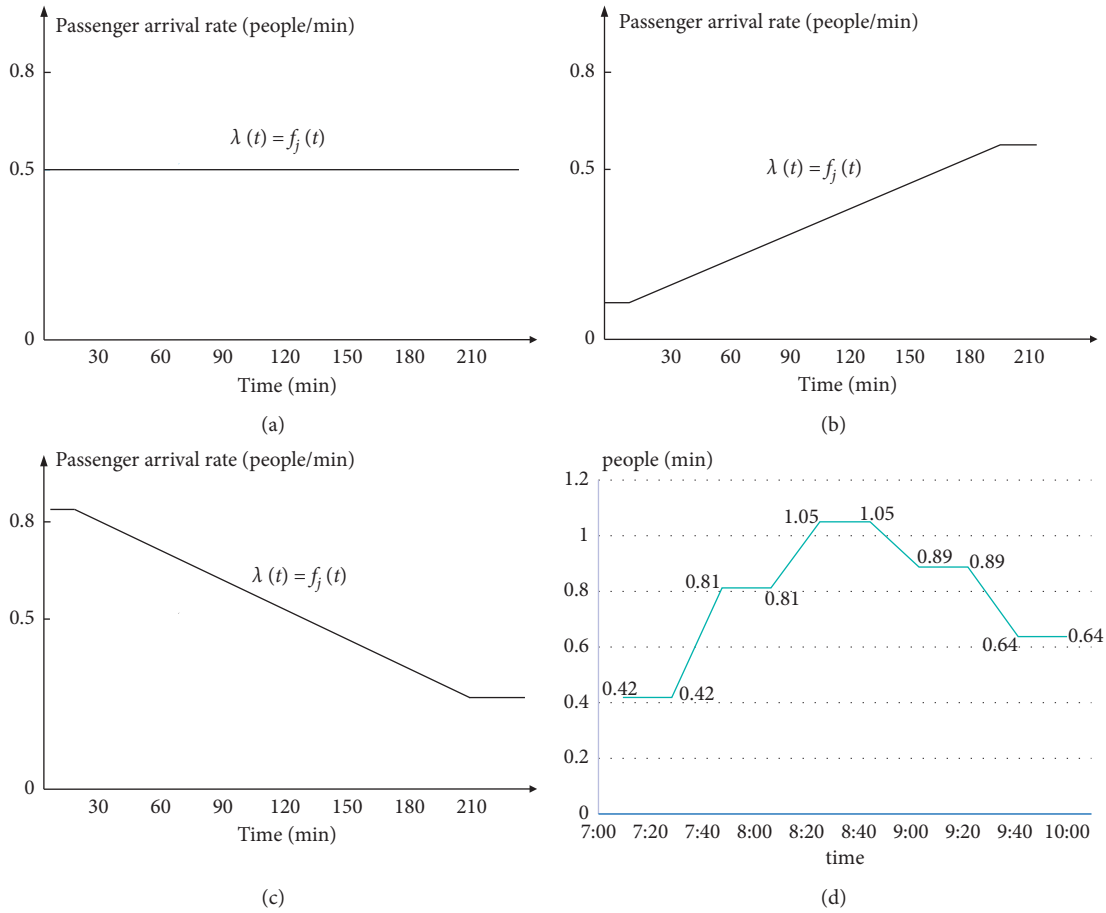 Passenger arrival rate (people/min)
0.8
λ (t) = fj (t)
0.5
0
30 60 90 120 150 180 210
Time (min)
(a)
Passenger arrival rate (people/min)
0.8
λ (t) = fj (t)
0.5
0
30 60 90 120 150 180 210
Time (min)
(b)
Passenger arrival rate (people/min)
0.8
λ (t) = fj (t)
0.5
0
30 60 90 120 150 180 210
Time (min)
(c)
people (min)
1.2
1.05 1.05
1
0.89 0.89
0.81
0.8
0.81
0.64 0.64
0.6
0.42 0.42
0.4
0.2
0
7:00 7:20 7:40 8:00 8:20 8:40 9:00 9:20 9:40 10:00
time
(d)